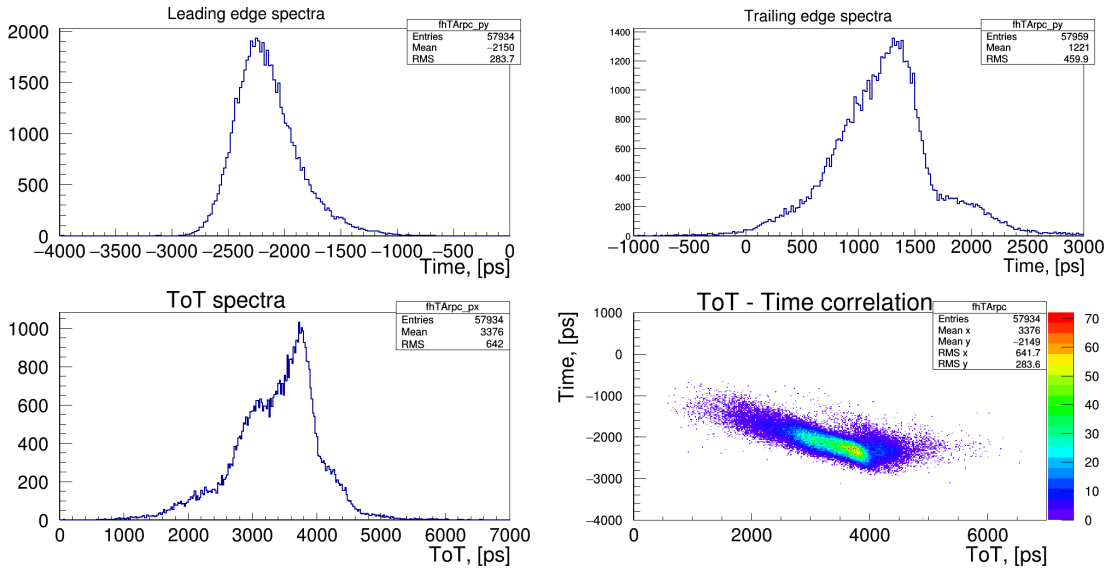 Leading edge spectra
fhTArpc_py
Entries 57934
Mean −2150
RMS 283.7
2000
1500
1000
500
0
−4000 −3500 −3000 −2500 −2000 −1500 −1000 −500 0
Time, [ps]
Trailing edge spectra
fhTArpc_py
Entries 57959
Mean 1221
RMS 459.9
1400
1200
1000
800
600
400
200
0
−1000 −500 0 500 1000 1500 2000 2500 3000
Time, [ps]
ToT spectra
fhTArpc_px
Entries 57934
Mean 3376
RMS 642
1000
800
600
400
200
0
0 1000 2000 3000 4000 5000 6000 7000
ToT, [ps]
ToT - Time correlation
fhTArpc
Entries 57934
Mean x 3376
Mean y −2149
RMS x 641.7
RMS y 283.6
Time, [ps]
1000
0
−1000
−2000
−3000
−4000
0 2000 4000 6000
ToT, [ps]
70
60
50
40
30
20
10
0